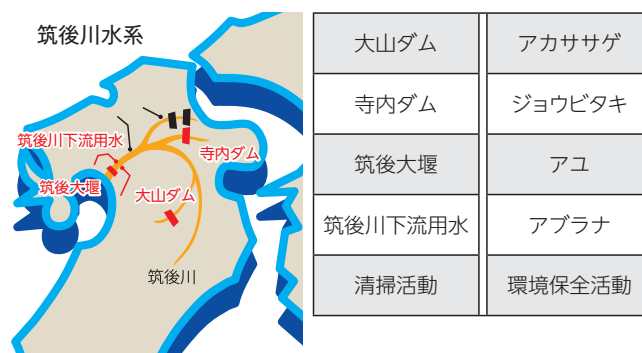 筑後川水系
筑後川下流用水
寺内ダム
筑後大堰
大山ダム
筑後川
大山ダム アカササゲ
寺内ダム ジョウビタキ
筑後大堰 アユ
筑後川下流用水 アブラナ
清掃活動 環境保全活動